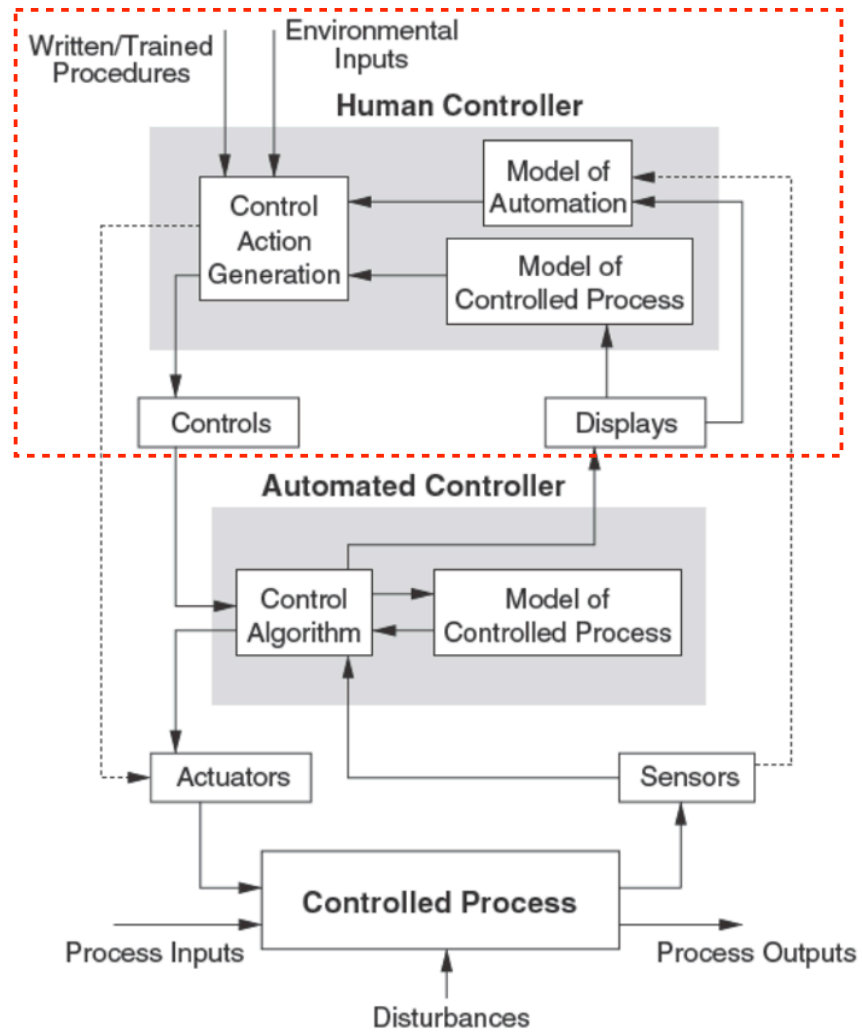 Written/Trained
Procedures
Environmental
Inputs
Human Controller
Control
Action
Generation
Model of
Automation
Model of
Controlled Process
Controls
Displays
Automated Controller
Control
Algorithm
Model of
Controlled Process
Actuators
Sensors
Controlled Process
Process Inputs
Process Outputs
Disturbances